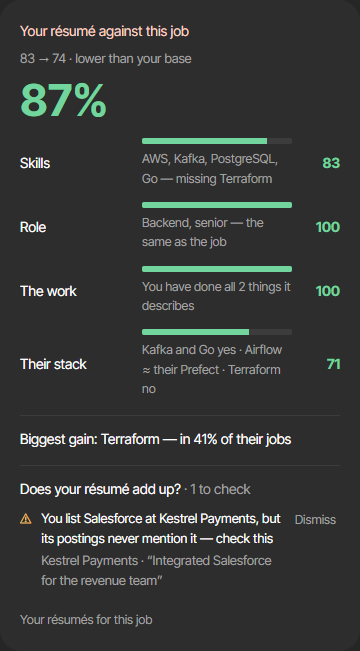 Your résumé against this job
83 → 74 · lower than your base
87%
Skills
AWS, Kafka, PostgreSQL,
Go — missing Terraform
83
Role
Backend, senior — the
same as the job
100
The work
You have done all 2 things it
describes
100
Their stack
Kafka and Go yes · Airflow
≈ their Prefect · Terraform
no
71
Biggest gain: Terraform — in 41% of their jobs
Does your résumé add up? · 1 to check
⚠ You list Salesforce at Kestrel Payments, but
its postings never mention it — check this
Dismiss
Kestrel Payments · “Integrated Salesforce
for the revenue team”
Your résumés for this job